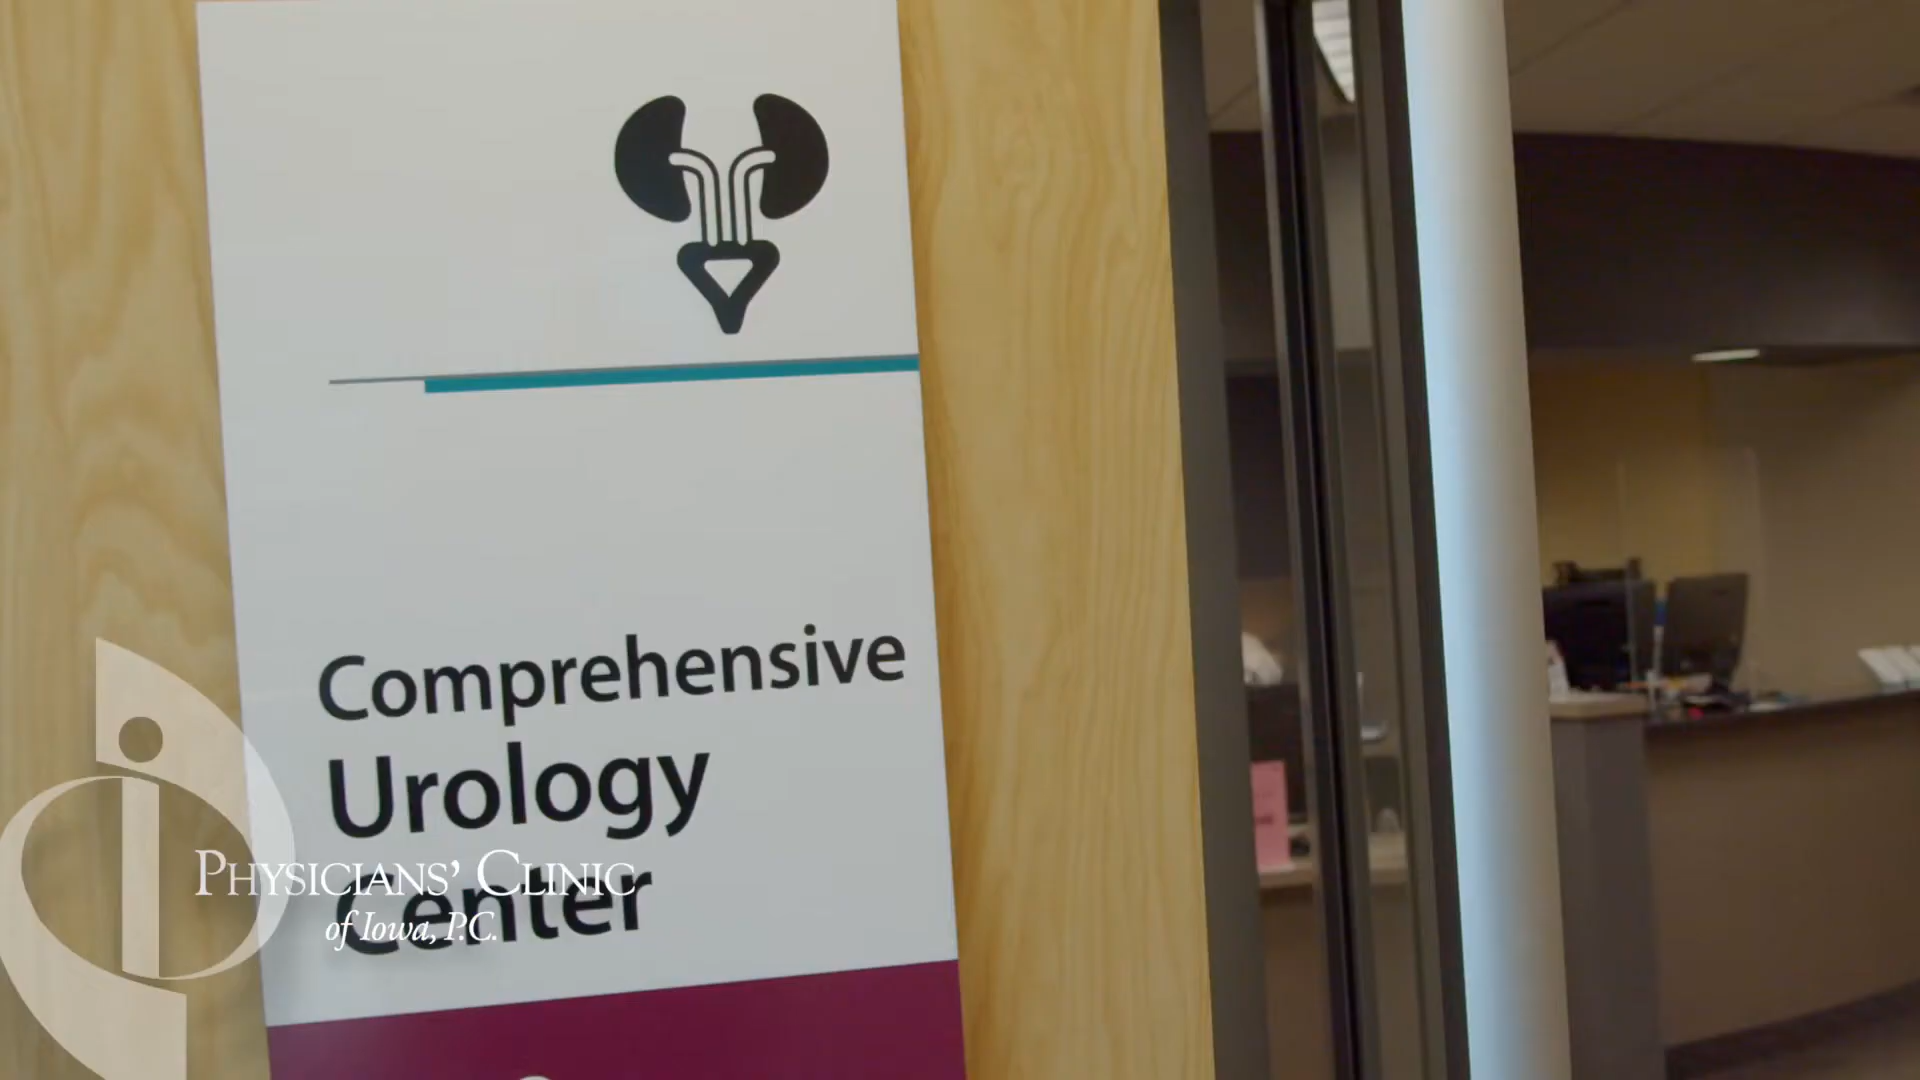 Comprehensive
Urology
Center
PHYSICIANS' CLINIC
of Iowa, P.C.